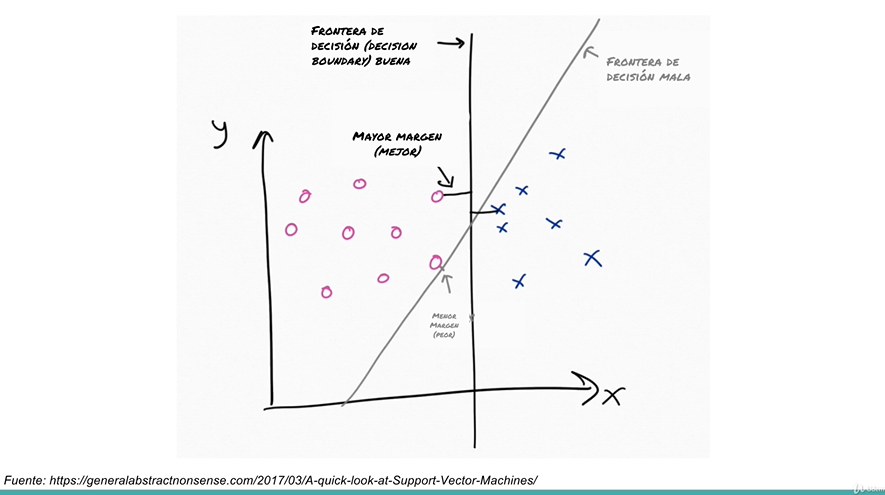 FRONTERA DE
DECISIÓN (DECISION
BOUNDARY) BUENA
FRONTERA DE
DECISIÓN MALA
y
MAYOR MARGEN
(MEJOR)
MENOR
MARGEN
(PEOR)
X
Fuente: https://generalabstractnonsense.com/2017/03/A-quick-look-at-Support-Vector-Machines/